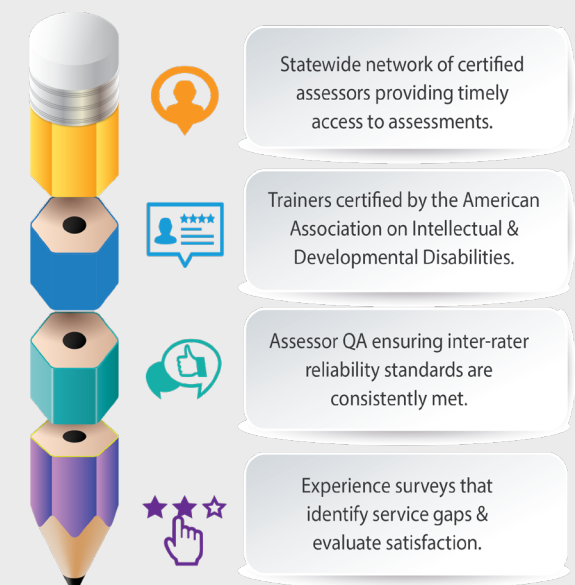 Statewide network of certified
assessors providing timely
access to assessments.
Trainers certified by the American
Association on Intellectual &
Developmental Disabilities.
Assessor QA ensuring inter-rater
reliability standards are
consistently met.
Experience surveys that
identify service gaps &
evaluate satisfaction.